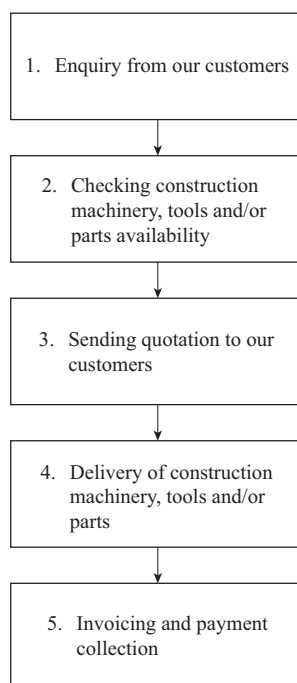 1. Enquiry from our customers
2. Checking construction
machinery, tools and/or
parts availability
3. Sending quotation to our
customers
4. Delivery of construction
machinery, tools and/or
parts
5. Invoicing and payment
collection